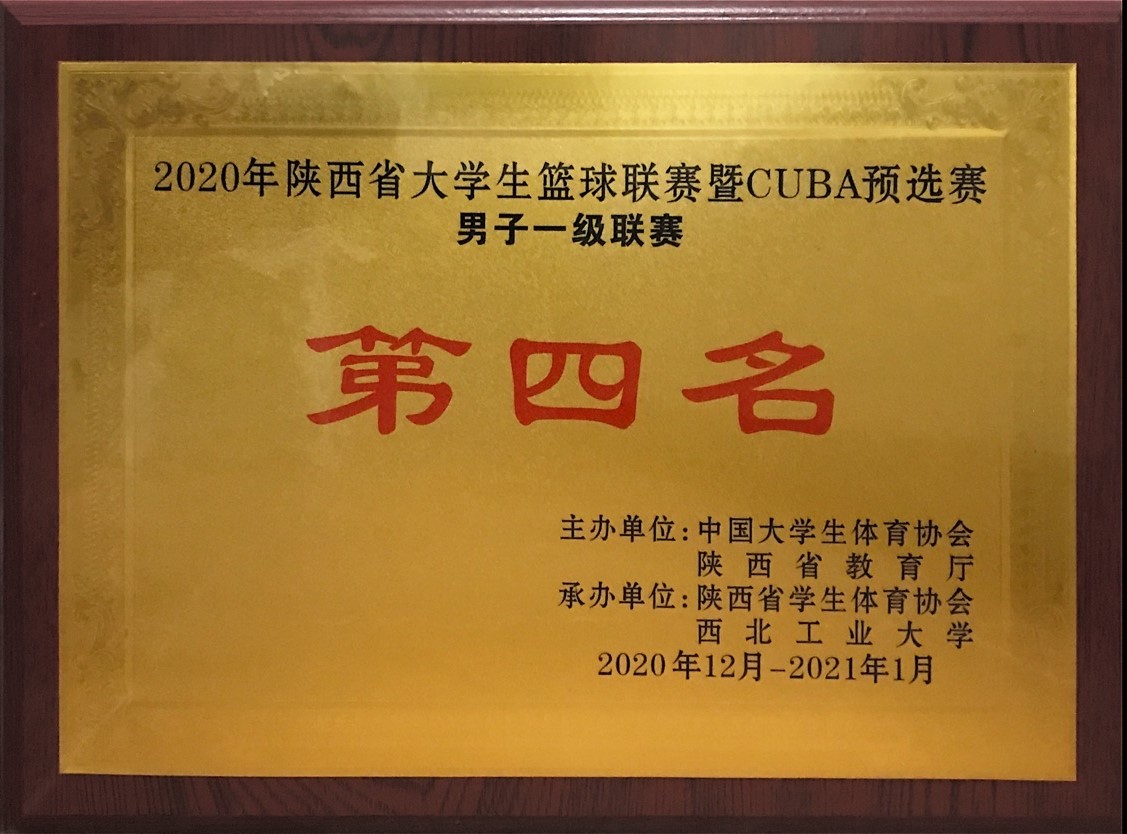 2020年陕西省大学生篮球联赛暨CUBA预选赛
男子一级联赛
第四名
主办单位:中国大学生体育协会
陕西省教育厅
承办单位:陕西省学生体育协会
西北工业大学
2020年12月-2021年1月